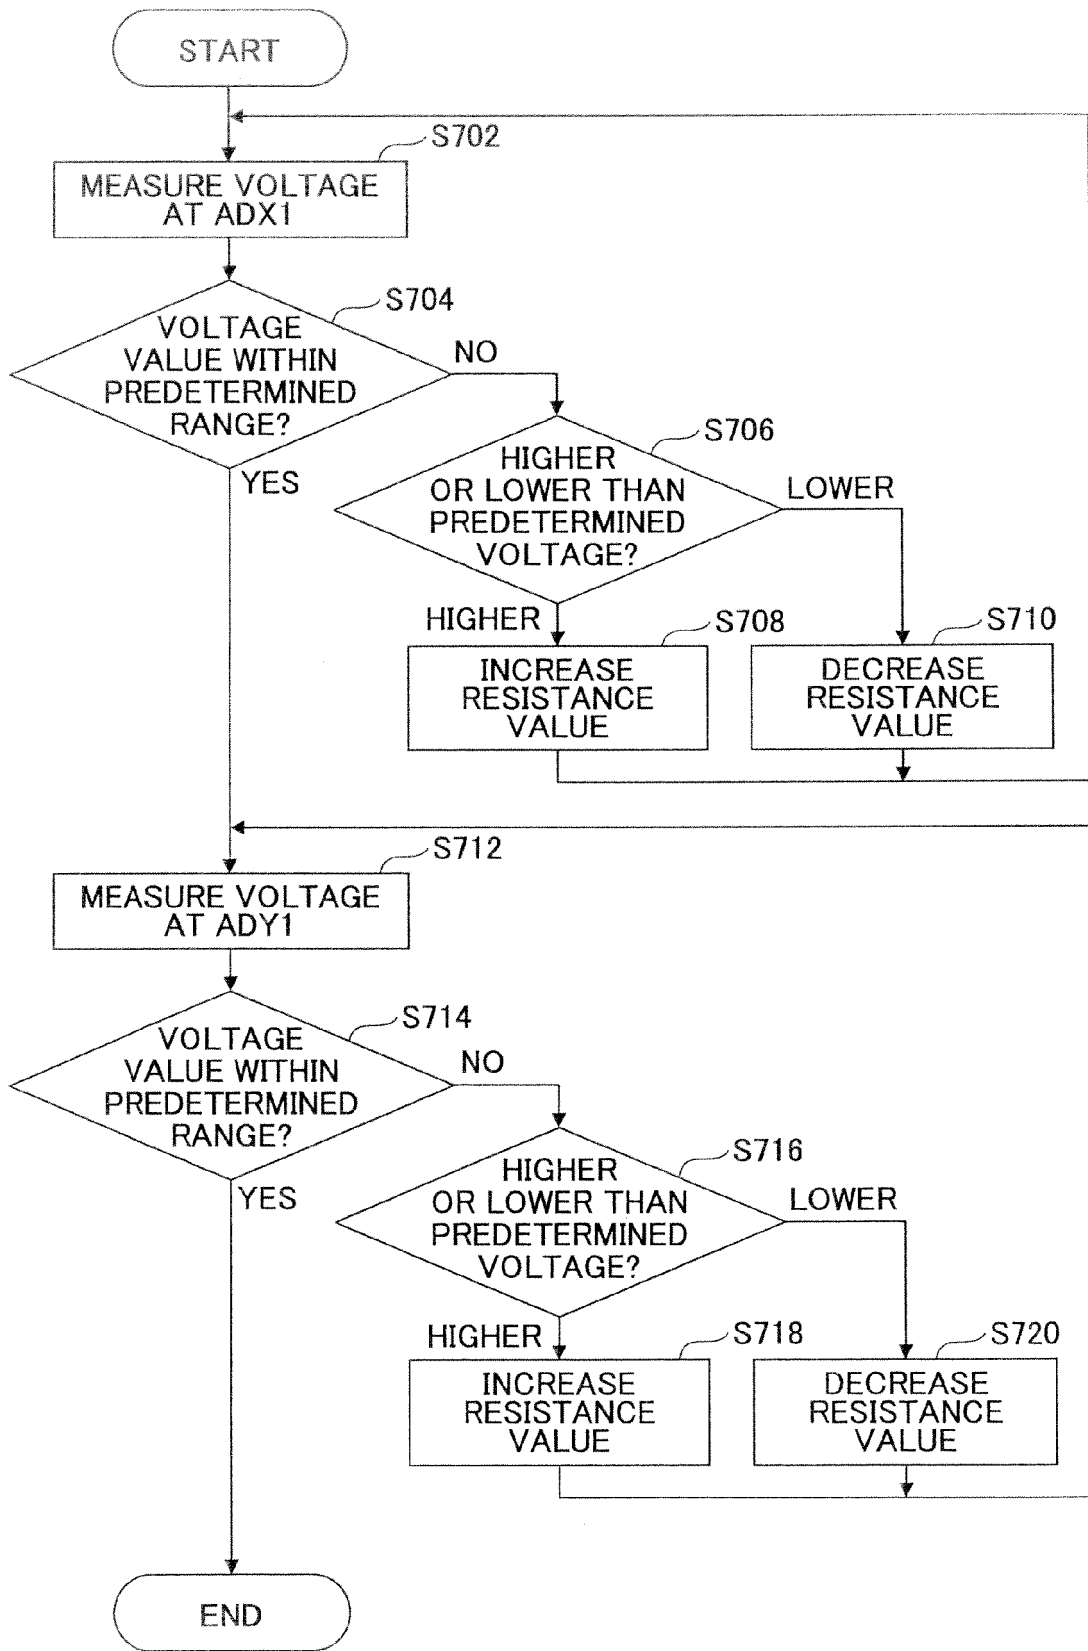 START
S702
MEASURE VOLTAGE
AT ADX1
S704
VOLTAGE
VALUE WITHIN
PREDETERMINED
RANGE?
NO
YES
S706
HIGHER
OR LOWER THAN
PREDETERMINED
VOLTAGE?
LOWER
HIGHER
S708
INCREASE
RESISTANCE
VALUE
S710
DECREASE
RESISTANCE
VALUE
S712
MEASURE VOLTAGE
AT ADY1
S714
VOLTAGE
VALUE WITHIN
PREDETERMINED
RANGE?
NO
YES
S716
HIGHER
OR LOWER THAN
PREDETERMINED
VOLTAGE?
LOWER
HIGHER
S718
INCREASE
RESISTANCE
VALUE
S720
DECREASE
RESISTANCE
VALUE
END